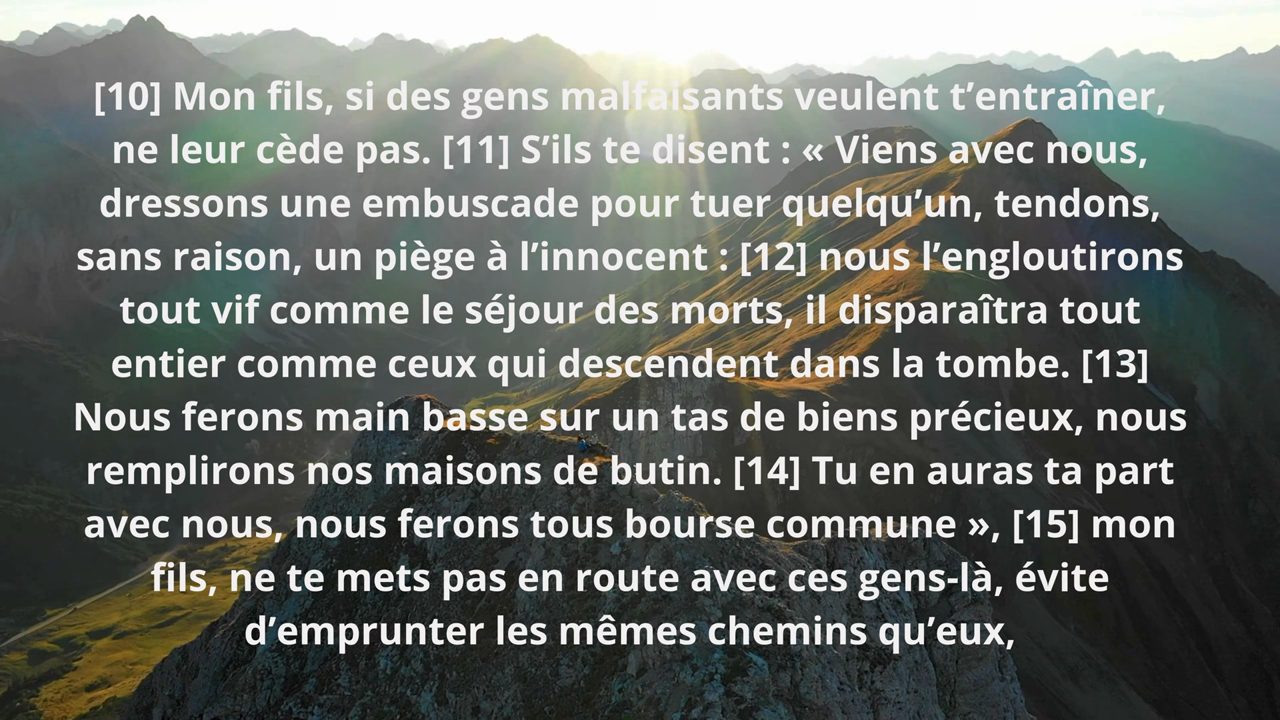 [10] Mon fils, si des gens malfaisants veulent t’entraîner,
ne leur cède pas. [11] S’ils te disent : « Viens avec nous,
dressons une embuscade pour tuer quelqu’un, tendons,
sans raison, un piège à l’innocent : [12] nous l’engloutirons
tout vif comme le séjour des morts, il disparaîtra tout
entier comme ceux qui descendent dans la tombe. [13]
Nous ferons main basse sur un tas de biens précieux, nous
remplirons nos maisons de butin. [14] Tu en auras ta part
avec nous, nous ferons tous bourse commune », [15] mon
fils, ne te mets pas en route avec ces gens-là, évite
d’emprunter les mêmes chemins qu’eux,